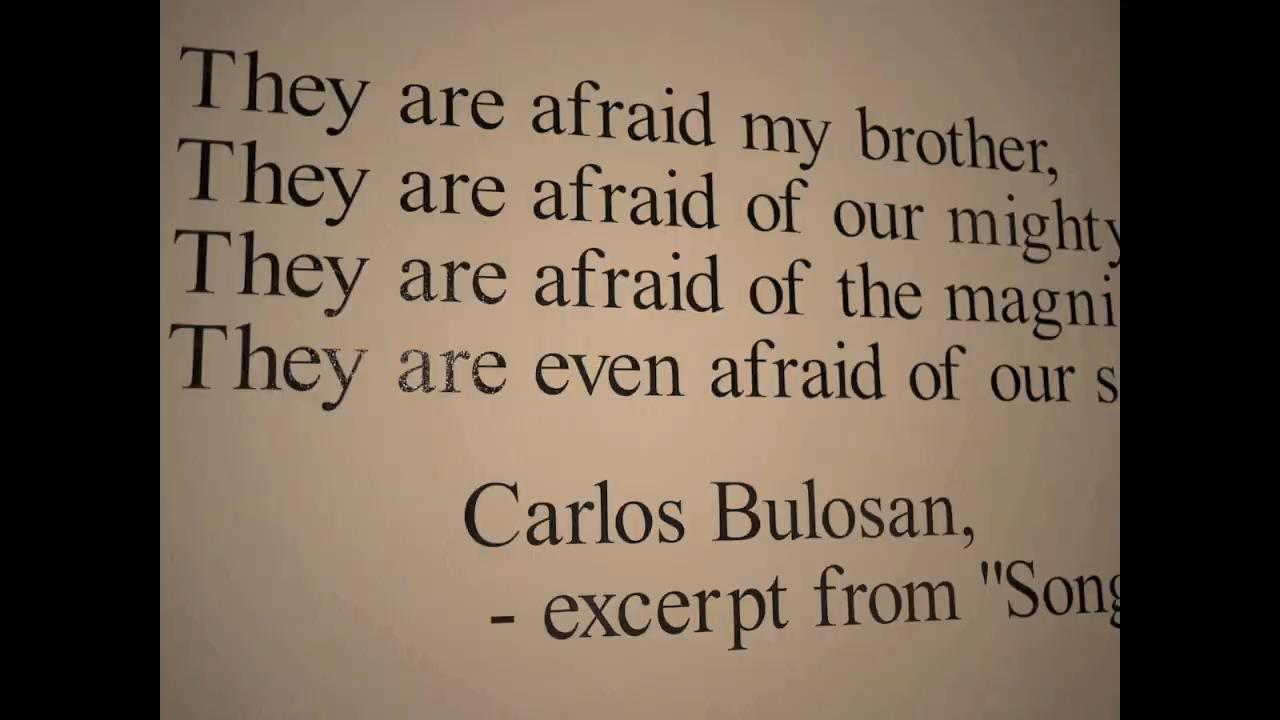 They are afraid my brother,
They are afraid of our mighty
They are afraid of the magni
They are even afraid of our s
Carlos Bulosan,
- excerpt from "Song